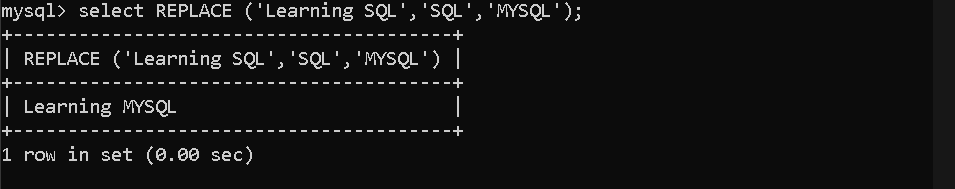 mysql> select REPLACE ('Learning SQL','SQL','MYSQL');
+----------------------------------------+
| REPLACE ('Learning SQL','SQL','MYSQL') |
+----------------------------------------+
| Learning MYSQL                         |
+----------------------------------------+
1 row in set (0.00 sec)